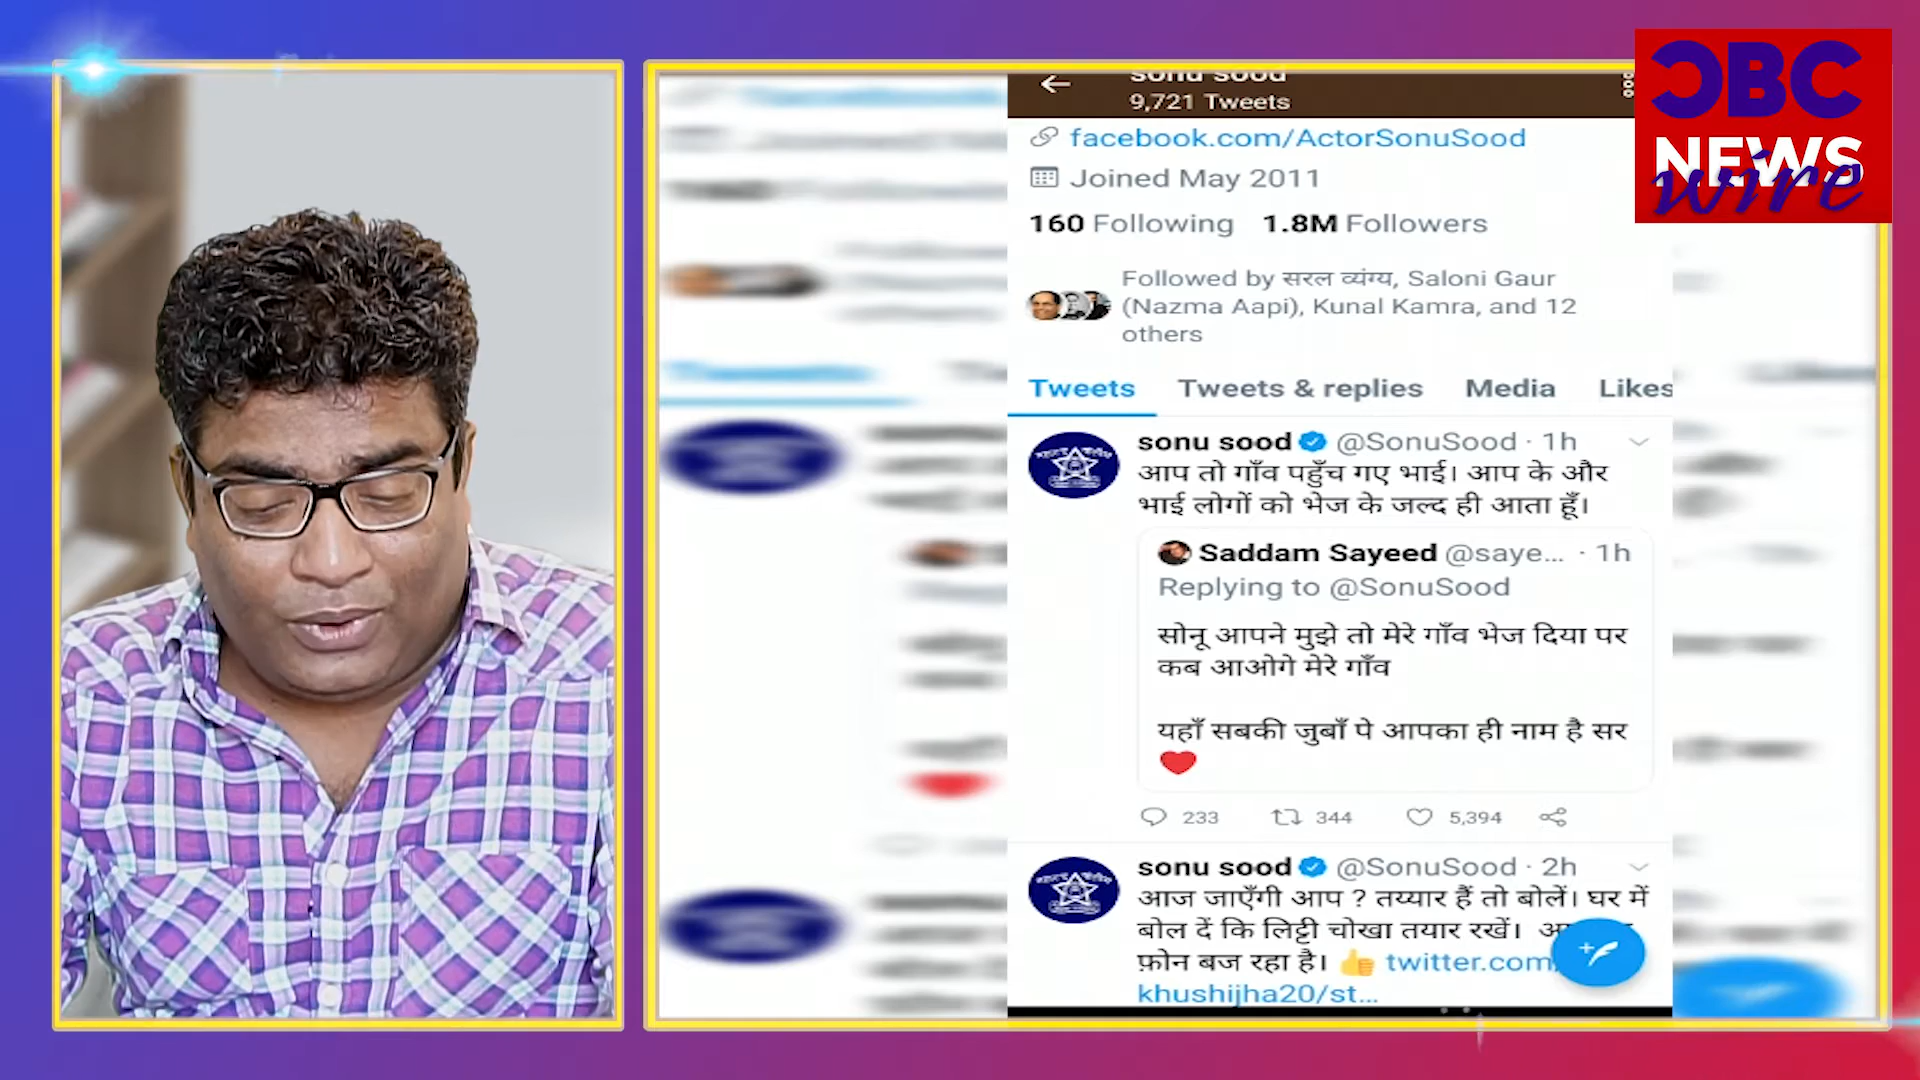 sonu sood
9,721 Tweets
CBC
NEWS
wire
facebook.com/ActorSonuSood
Joined May 2011
160 Following 1.8M Followers
Followed by सरल व्यंग्य, Saloni Gaur
(Nazma Aapi), Kunal Kamra, and 12
others
Tweets Tweets & replies Media Likes
sonu sood @SonuSood · 1h
आप तो गाँव पहुँच गए भाई। आप के और
भाई लोगों को भेज के जल्द ही आता हूँ।
Saddam Sayeed @saye... · 1h
Replying to @SonuSood
सोनू आपने मुझे तो मेरे गाँव भेज दिया पर
कब आओगे मेरे गाँव
यहाँ सबकी जुबाँ पे आपका ही नाम है सर
❤️
233 344 5,394
sonu sood @SonuSood · 2h
आज जाएँगी आप ? तय्यार हैं तो बोलें। घर में
बोल दें कि लिट्टी चोखा तयार रखें।
फ़ोन बज रहा है। 👍 twitter.com
khushijha20/st...